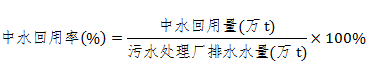 中水回用率(%) = 中水回用量(万 t) / 污水处理厂排水水量(万 t) × 100%